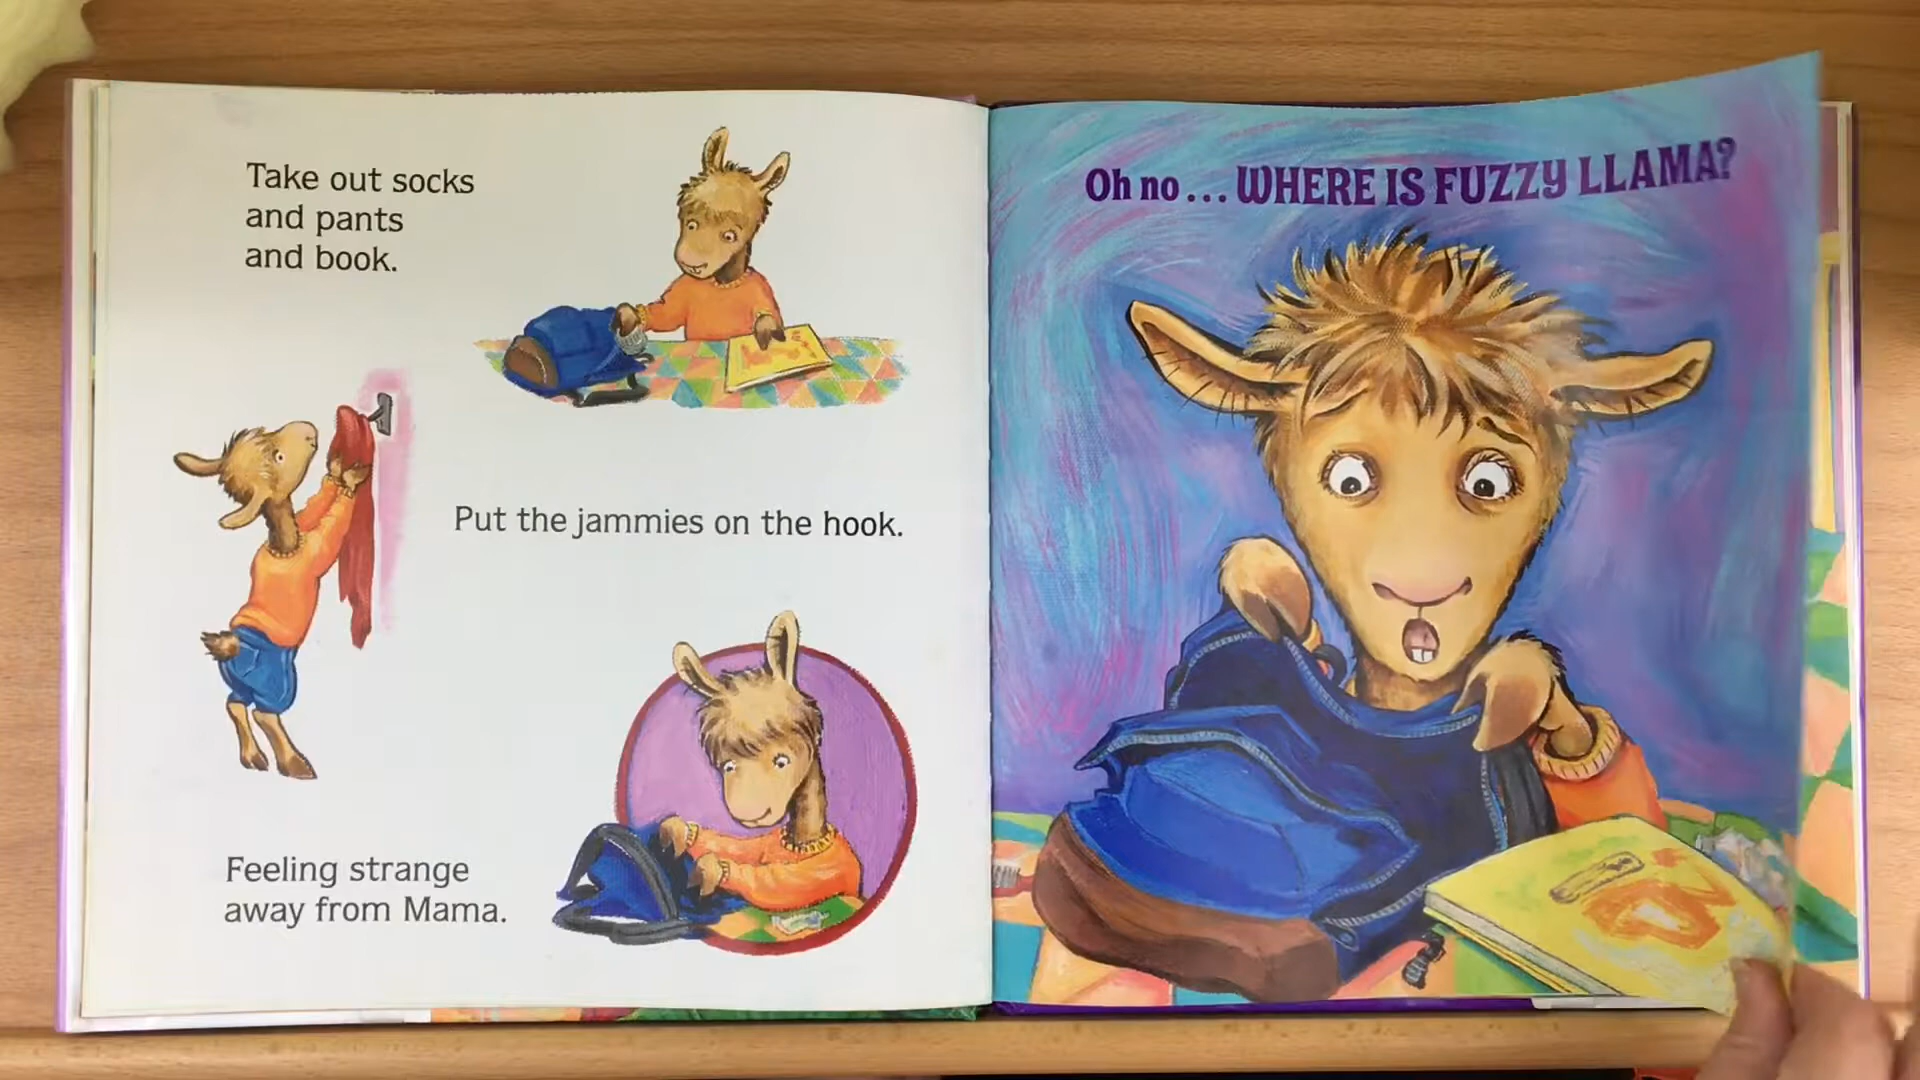 Take out socks
and pants
and book.
Put the jammies on the hook.
Feeling strange
away from Mama.
Oh no... WHERE IS FUZZY LLAMA?